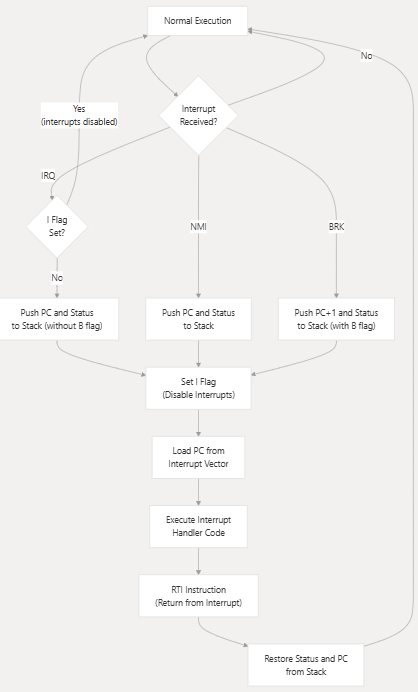 Normal Execution
No
Yes
(interrupts disabled)
Interrupt
Received?
IRQ
I Flag
Set?
NMI
BRK
No
Push PC and Status
to Stack (without B flag)
Push PC and Status
to Stack
Push PC+1 and Status
to Stack (with B flag)
Set I Flag
(Disable Interrupts)
Load PC from
Interrupt Vector
Execute Interrupt
Handler Code
RTI Instruction
(Return from Interrupt)
Restore Status and PC
from Stack